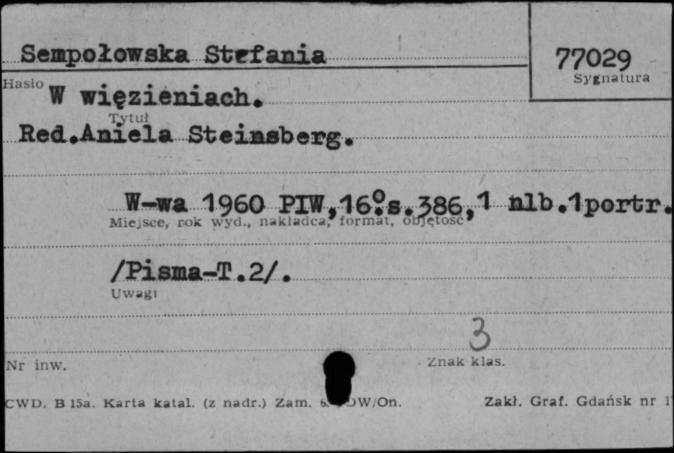 Sempołowska Stefania
77029
Hasło
Sygnatura
W więzieniach.
Tytuł
Red.Aniela Steinsberg.
W-wa 1960 PIW,16°.s.386,1 nlb.1portr.
Miejsce, rok wyd., nakładca, format, objętość
/Pisma-T.2/.
Uwagi
3
Nr inw.
Znak klas.
CWD. B 15a. Karta katal. (z nadr.) Zam. OW/On.
Zakł. Graf. Gdańsk nr